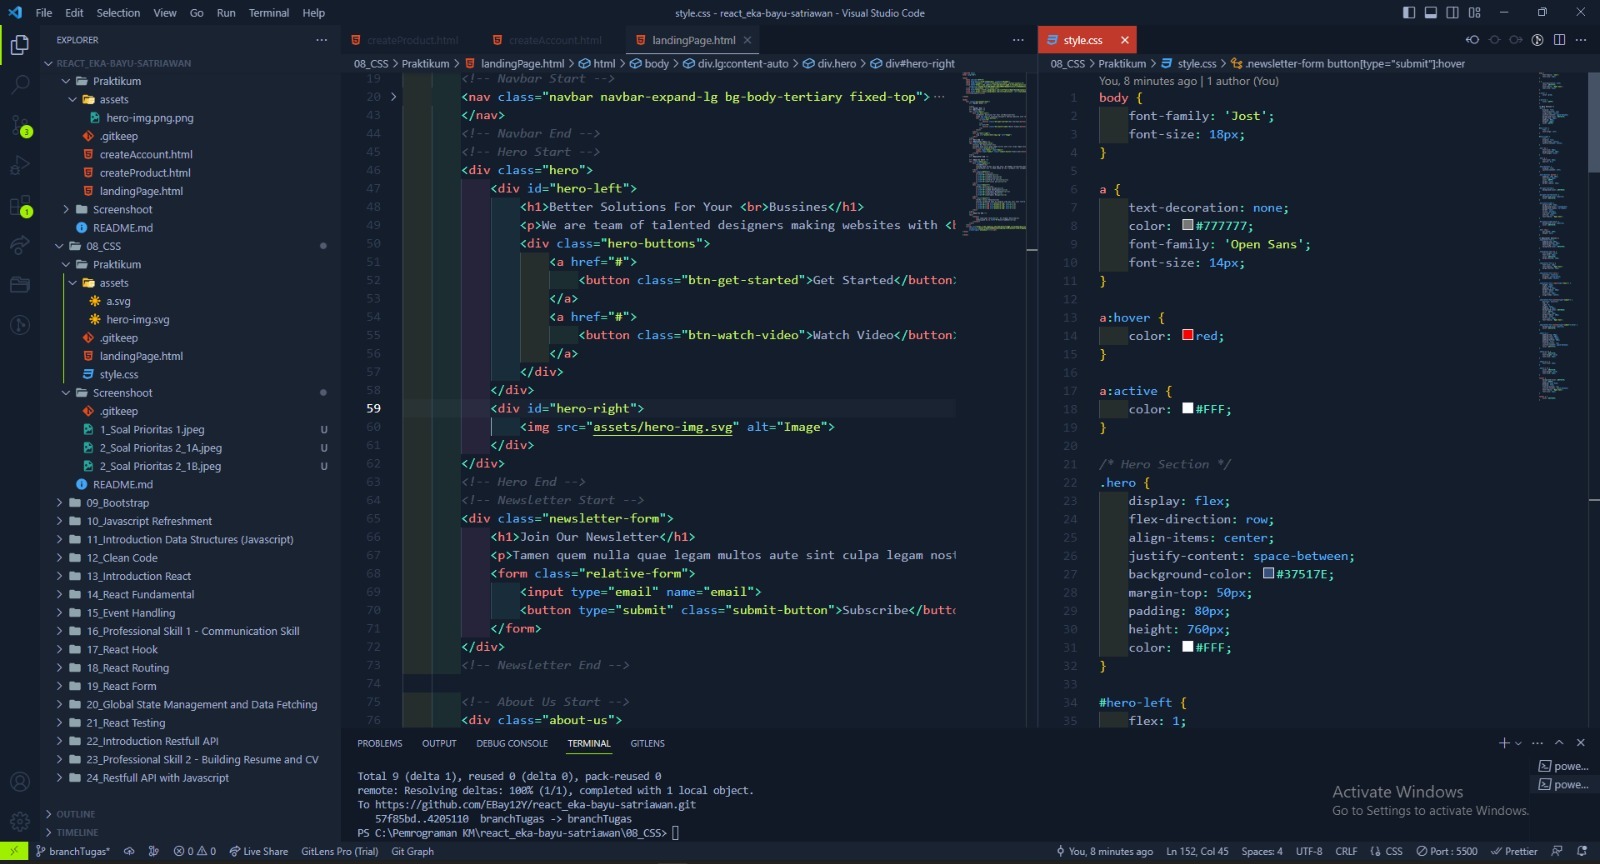 File Edit Selection View Go Run Terminal Help
style.css - react_eka-bayu-satriawan - Visual Studio Code
EXPLORER
REACT_EKA-BAYU-SATRIAWAN
Praktikum
assets
hero-img.png.png
.gitkeep
createAccount.html
createProduct.html
landingPage.html
Screenshoot
README.md
08_CSS
Praktikum
assets
a.svg
hero-img.svg
.gitkeep
landingPage.html
style.css
Screenshoot
.gitkeep
1_Soal Prioritas 1.jpeg U
2_Soal Prioritas 2_1A.jpeg U
2_Soal Prioritas 2_1B.jpeg U
README.md
09_Bootstrap
10_Javascript Refreshment
11_Introduction Data Structures (Javascript)
12_Clean Code
13_Introduction React
14_React Fundamental
15_Event Handling
16_Professional Skill 1 - Communication Skill
17_React Hook
18_React Routing
19_React Form
20_Global State Management and Data Fetching
21_React Testing
22_Introduction Restfull API
23_Professional Skill 2 - Building Resume and CV
24_Restfull API with Javascript
OUTLINE
TIMELINE
3
1
createProduct.html createAccount.html landingPage.html
08_CSS > Praktikum > landingPage.html > html > body > div.lg:content-auto > div.hero > div#hero-right
19 <!-- Navbar Start -->
20 <nav class="navbar navbar-expand-lg bg-body-tertiary fixed-top"> ...
43 </nav>
44 <!-- Navbar End -->
45 <!-- Hero Start -->
46 <div class="hero">
47 <div id="hero-left">
48 <h1>Better Solutions For Your <br>Bussines</h1>
49 <p>We are team of talented designers making websites with <b
50 <div class="hero-buttons">
51 <a href="#">
52 <button class="btn-get-started">Get Started</button>
53 </a>
54 <a href="#">
55 <button class="btn-watch-video">Watch Video</button>
56 </a>
57 </div>
58 </div>
59 <div id="hero-right">
60 <img src="assets/hero-img.svg" alt="Image">
61 </div>
62 </div>
63 <!-- Hero End -->
64 <!-- Newsletter Start -->
65 <div class="newsletter-form">
66 <h1>Join Our Newsletter</h1>
67 <p>Tamen quem nulla quae legam multos aute sint culpa legam nost
68 <form class="relative-form">
69 <input type="email" name="email">
70 <button type="submit" class="submit-button">Subscribe</butto
71 </form>
72 </div>
73 <!-- Newsletter End -->
74
75 <!-- About Us Start -->
76 <div class="about-us">
style.css
08_CSS > Praktikum > style.css > .newsletter-form button[type="submit"]:hover
You, 8 minutes ago | 1 author (You)
1 body {
2 font-family: 'Jost';
3 font-size: 18px;
4 }
5
6 a {
7 text-decoration: none;
8 color: #777777;
9 font-family: 'Open Sans';
10 font-size: 14px;
11 }
12
13 a:hover {
14 color: red;
15 }
16
17 a:active {
18 color: #FFF;
19 }
20
21 /* Hero Section */
22 .hero {
23 display: flex;
24 flex-direction: row;
25 align-items: center;
26 justify-content: space-between;
27 background-color: #37517E;
28 margin-top: 50px;
29 padding: 80px;
30 height: 760px;
31 color: #FFF;
32 }
33
34 #hero-left {
35 flex: 1;
PROBLEMS OUTPUT DEBUG CONSOLE TERMINAL GITLENS
Total 9 (delta 1), reused 0 (delta 0), pack-reused 0
remote: Resolving deltas: 100% (1/1), completed with 1 local object.
To https://github.com/EBay12Y/react_eka-bayu-satriawan.git
57f85bd..4205110 branchTugas -> branchTugas
PS C:\Pemrograman KM\react_eka-bayu-satriawan\08_CSS>
powe...
powe...
Activate Windows
Go to Settings to activate Windows.
branchTugas* 0 0 Live Share GitLens Pro (Trial) Git Graph
You, 8 minutes ago Ln 152, Col 45 Spaces: 4 UTF-8 CRLF CSS Port : 5500 Prettier